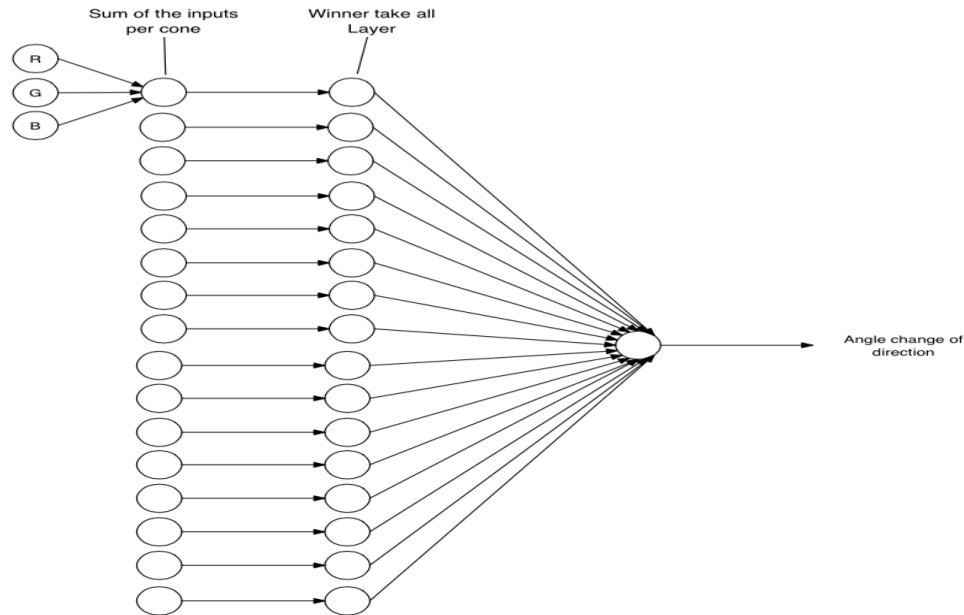 Sum of the inputs
per cone
Winner take all
Layer
R
G
B
Angle change of
direction